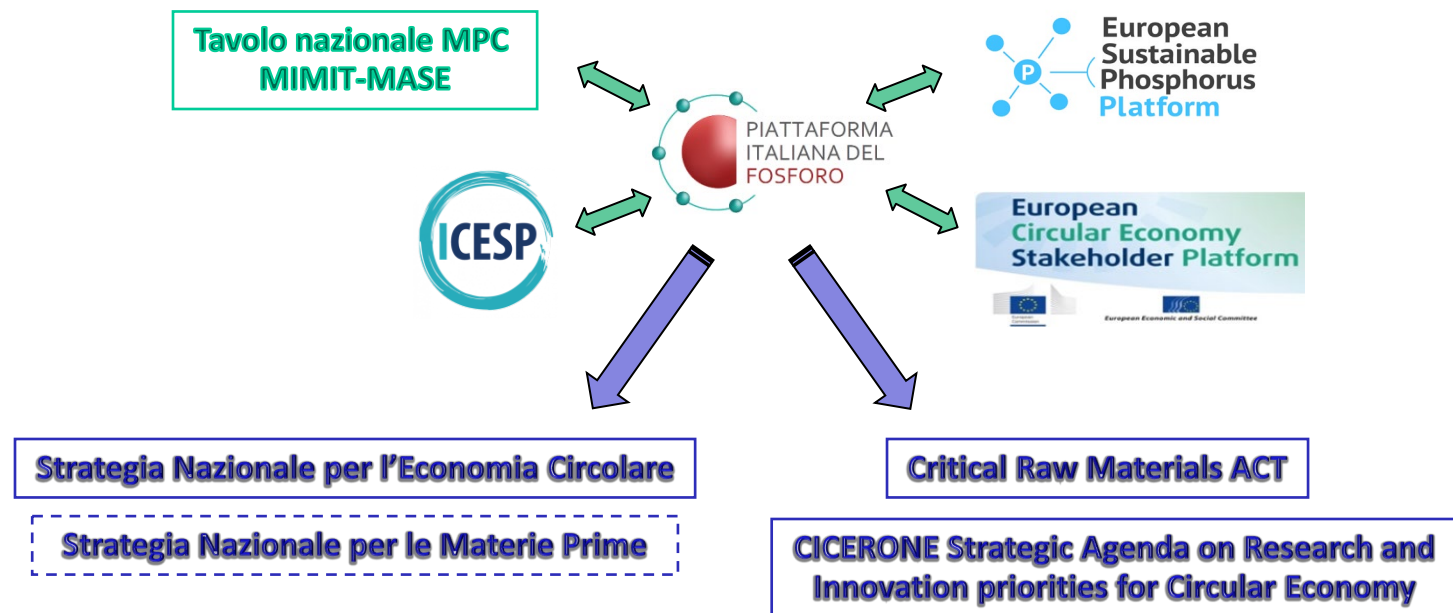 Tavolo nazionale MPC
MIMIT-MASE
European
Sustainable
Phosphorus
Platform
P
PIATTAFORMA
ITALIANA DEL
FOSFORO
ICESP
European
Circular Economy
Stakeholder Platform
European
Commission
European Economic and Social Committee
Strategia Nazionale per l'Economia Circolare
Critical Raw Materials ACT
Strategia Nazionale per le Materie Prime
CICERONE Strategic Agenda on Research and
Innovation priorities for Circular Economy